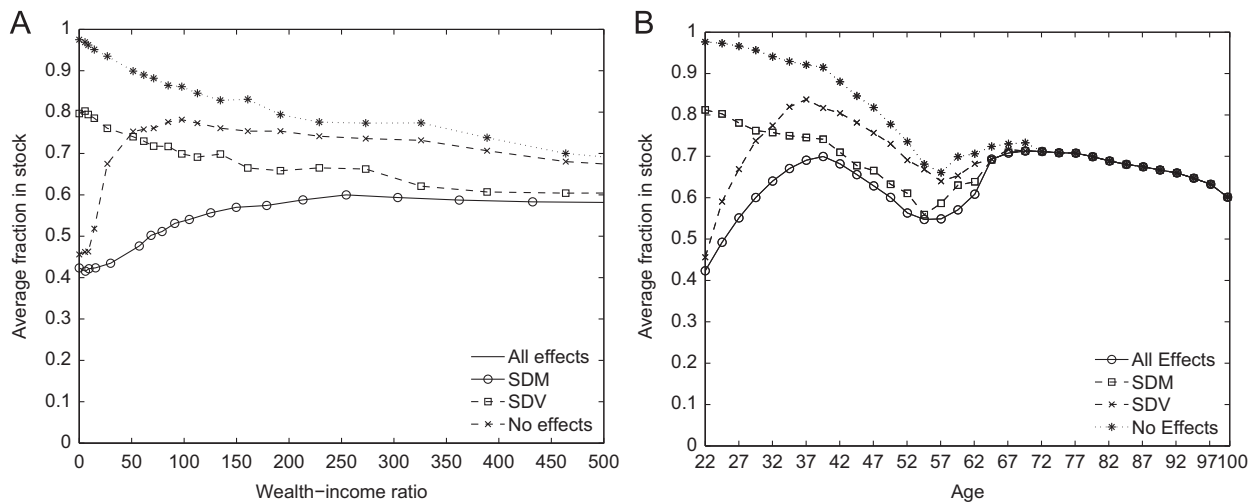 A
Average fraction in stock
1
0.9
0.8
0.7
0.6
0.5
0.4
0.3
0.2
0.1
0
0 50 100 150 200 250 300 350 400 450 500
Wealth−income ratio
All effects
SDM
SDV
No effects
B
Average fraction in stock
1
0.9
0.8
0.7
0.6
0.5
0.4
0.3
0.2
0.1
0
22 27 32 37 42 47 52 57 62 67 72 77 82 87 92 97100
Age
All Effects
SDM
SDV
No Effects